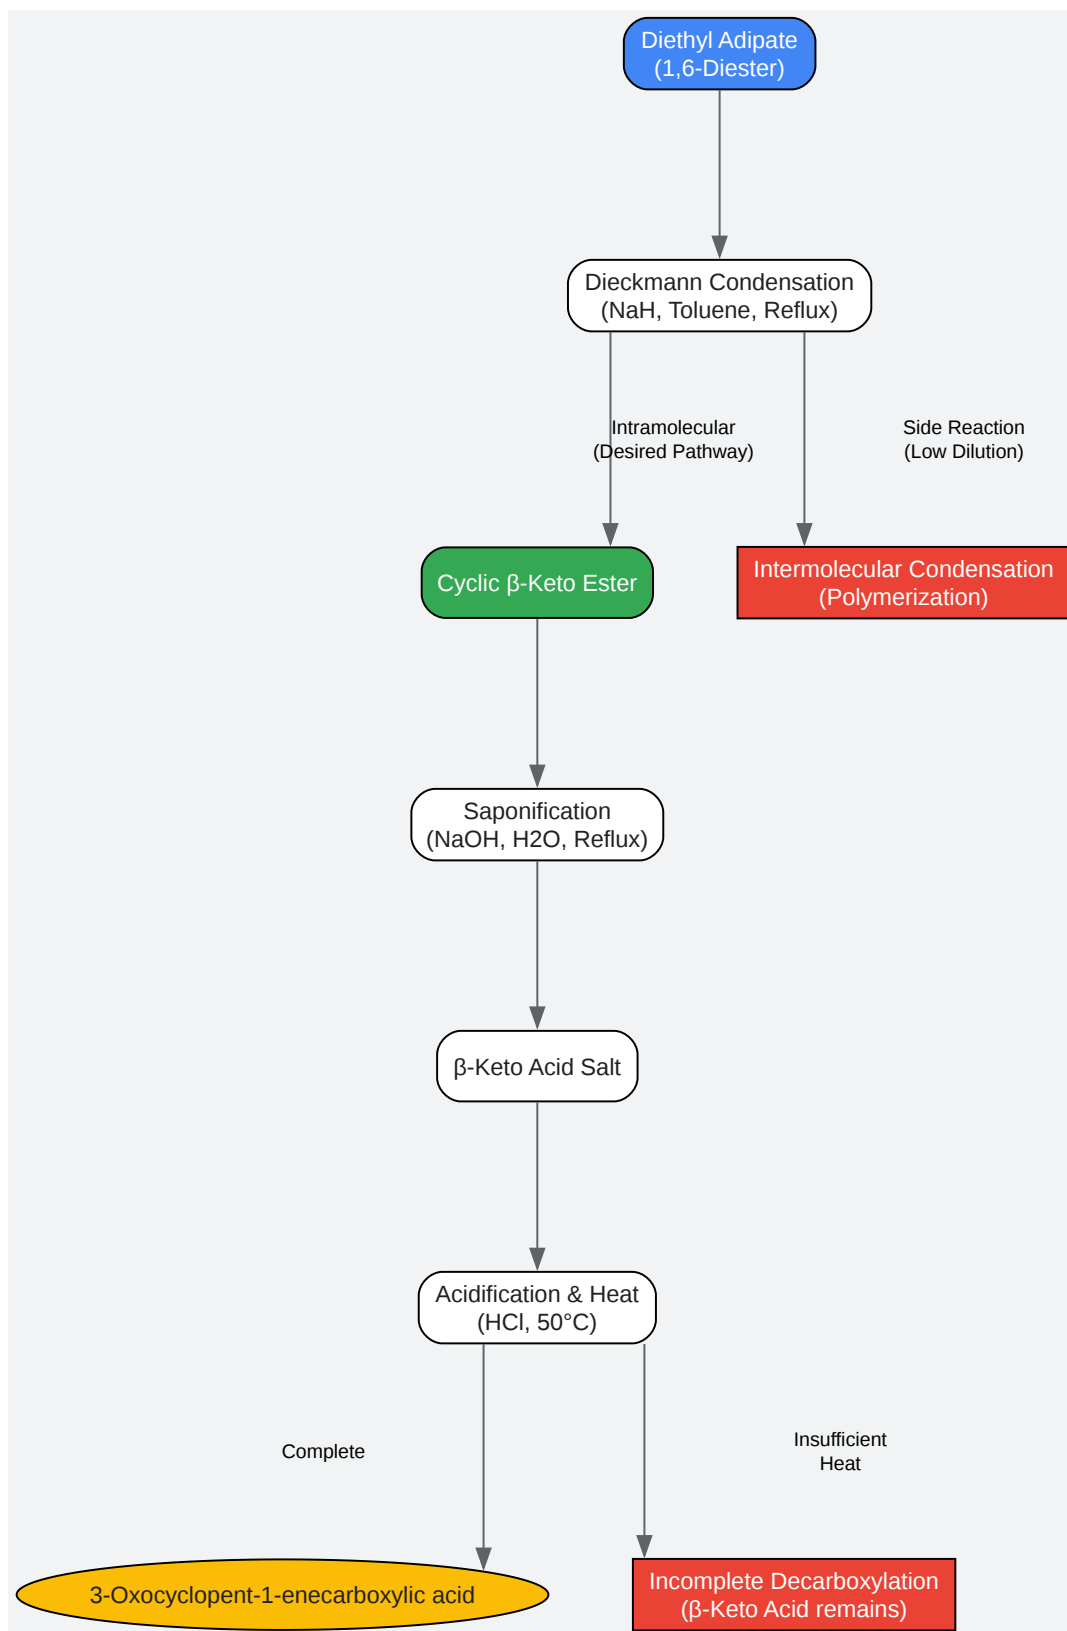 Diethyl Adipate
(1,6-Diester)
Dieckmann Condensation
(NaH, Toluene, Reflux)
Intramolecular
(Desired Pathway)
Side Reaction
(Low Dilution)
Cyclic β-Keto Ester
Intermolecular Condensation
(Polymerization)
Saponification
(NaOH, H2O, Reflux)
β-Keto Acid Salt
Acidification & Heat
(HCl, 50°C)
Complete
Insufficient
Heat
3-Oxocyclopent-1-enecarboxylic acid
Incomplete Decarboxylation
(β-Keto Acid remains)